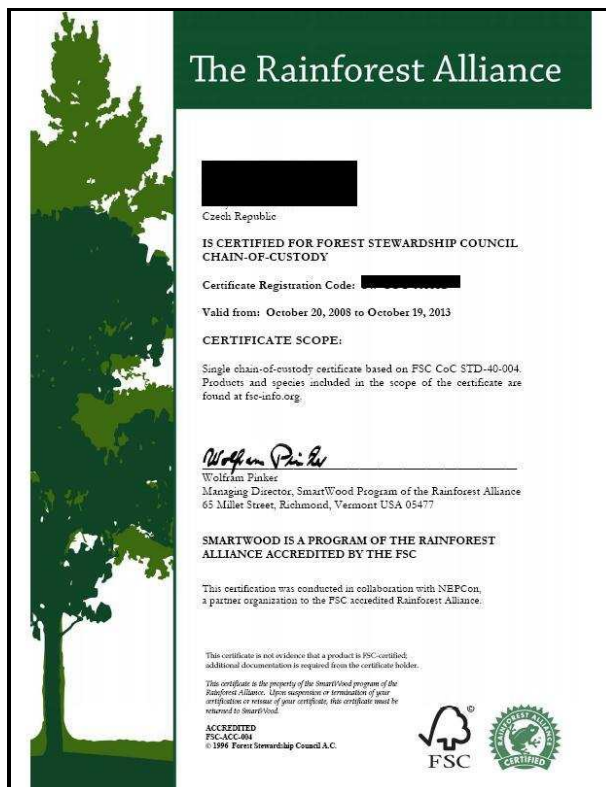 The Rainforest Alliance
Czech Republic
IS CERTIFIED FOR FOREST STEWARDSHIP COUNCIL
CHAIN-OF-CUSTODY
Certificate Registration Code:
Valid from: October 20, 2008 to October 19, 2013
CERTIFICATE SCOPE:
Single chain-of-custody certificate based on FSC CoC STD-40-004.
Products and species included in the scope of the certificate are
found at fsc-info.org.
Wolfram Pinker
Wolfram Pinker
Managing Director, SmartWood Program of the Rainforest Alliance
65 Millet Street, Richmond, Vermont USA 05477
SMARTWOOD IS A PROGRAM OF THE RAINFOREST
ALLIANCE ACCREDITED BY THE FSC
This certification was conducted in collaboration with NEPCon,
a partner organization to the FSC accredited Rainforest Alliance.
This certificate is not evidence that a product is FSC-certified;
additional documentation is required from the certificate holder.
This certificate is the property of the SmartWood program of the
Rainforest Alliance. Upon suspension or termination of your
certification or reissue of your certificate, this certificate must be
returned to SmartWood.
ACCREDITED
FSC-ACC-004
© 1996 Forest Stewardship Council A.C.
©
FSC
RAINFOREST ALLIANCE
CERTIFIED